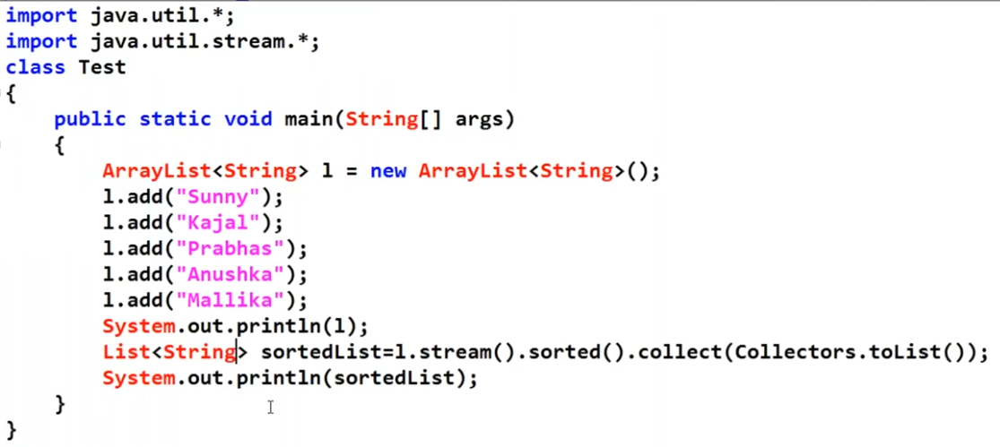 import java.util.*;
import java.util.stream.*;
class Test
{
    public static void main(String[] args)
    {
        ArrayList<String> l = new ArrayList<String>();
        l.add("Sunny");
        l.add("Kajal");
        l.add("Prabhas");
        l.add("Anushka");
        l.add("Mallika");
        System.out.println(l);
        List<String> sortedList=l.stream().sorted().collect(Collectors.toList());
        System.out.println(sortedList);
    }
}